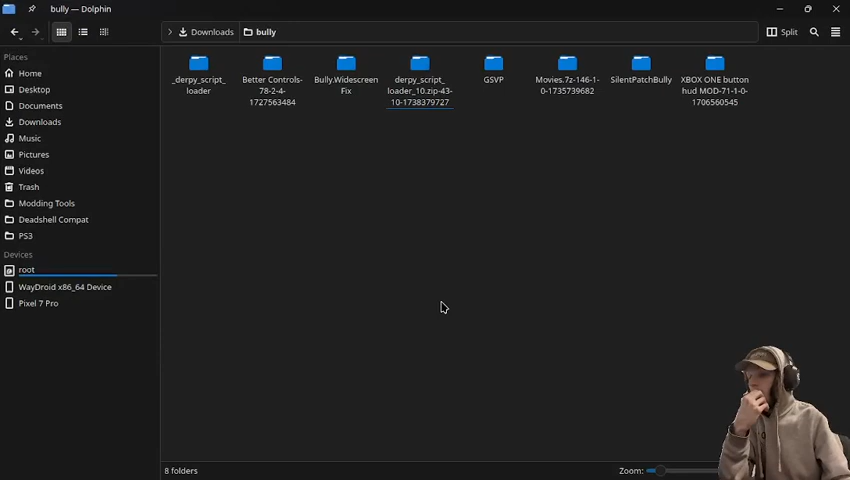 bully — Dolphin
Downloads
bully
Split
Places
Home
Desktop
Documents
Downloads
Music
Pictures
Videos
Trash
Modding Tools
Deadshell Compat
PS3
Devices
root
WayDroid x86_64 Device
Pixel 7 Pro
_derpy_script_
loader
Better Controls-
78-2-4-
1727563484
Bully.Widescreen
Fix
derpy_script_
loader_10.zip-43-
10-1738379727
GSVP
Movies.7z-146-1-
0-1735739682
SilentPatchBully
XBOX ONE button
hud MOD-71-1-0-
1706560545
8 folders
Zoom: